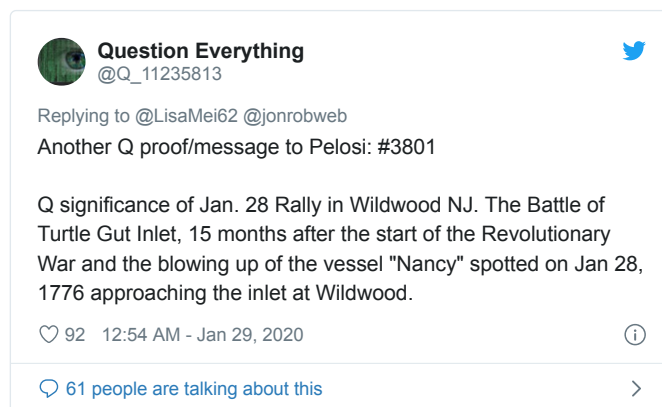 Question Everything
@Q_11235813
Replying to @LisaMei62 @jonrobweb
Another Q proof/message to Pelosi: #3801
Q significance of Jan. 28 Rally in Wildwood NJ. The Battle of
Turtle Gut Inlet, 15 months after the start of the Revolutionary
War and the blowing up of the vessel "Nancy" spotted on Jan 28,
1776 approaching the inlet at Wildwood.
92 12:54 AM - Jan 29, 2020
61 people are talking about this